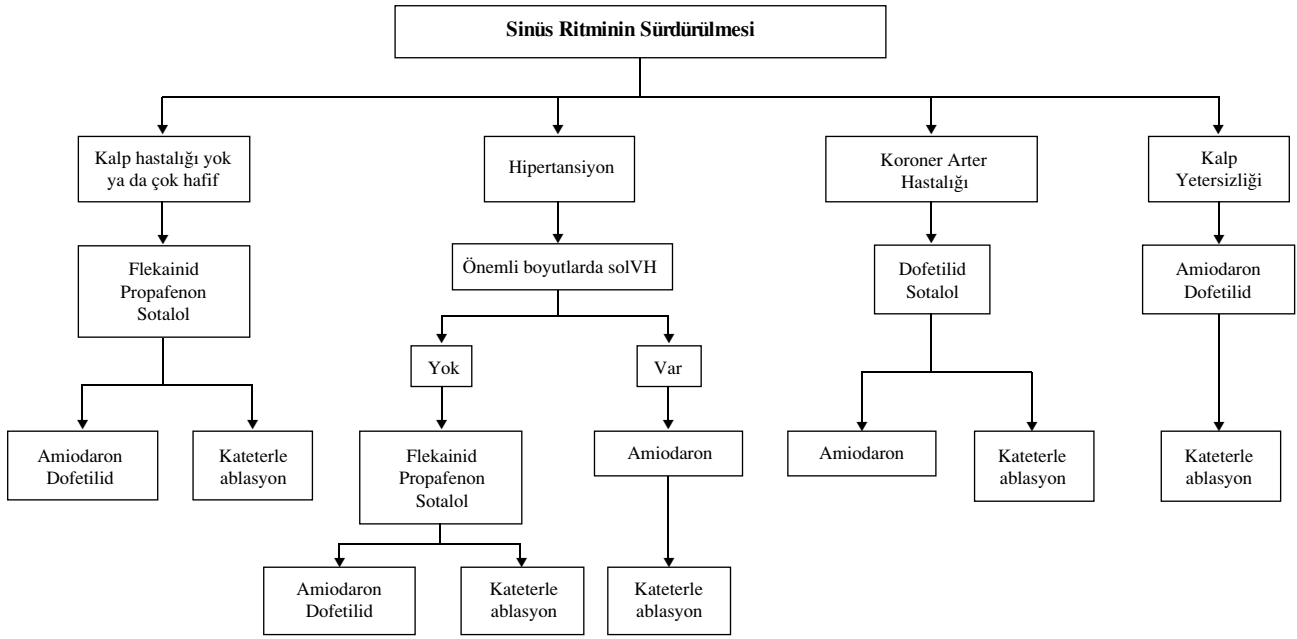 Sinüs Ritminin Sürdürülmesi
Kalp hastalığı yok
ya da çok hafif
Hipertansiyon
Koroner Arter
Hastalığı
Kalp
Yetersizliği
Flekainid
Propafenon
Sotalol
Önemli boyutlarda solVH
Dofetilid
Sotalol
Amiodaron
Dofetilid
Yok
Var
Amiodaron
Dofetilid
Kateterle
ablasyon
Flekainid
Propafenon
Sotalol
Amiodaron
Amiodaron
Kateterle
ablasyon
Kateterle
ablasyon
Amiodaron
Dofetilid
Kateterle
ablasyon
Kateterle
ablasyon